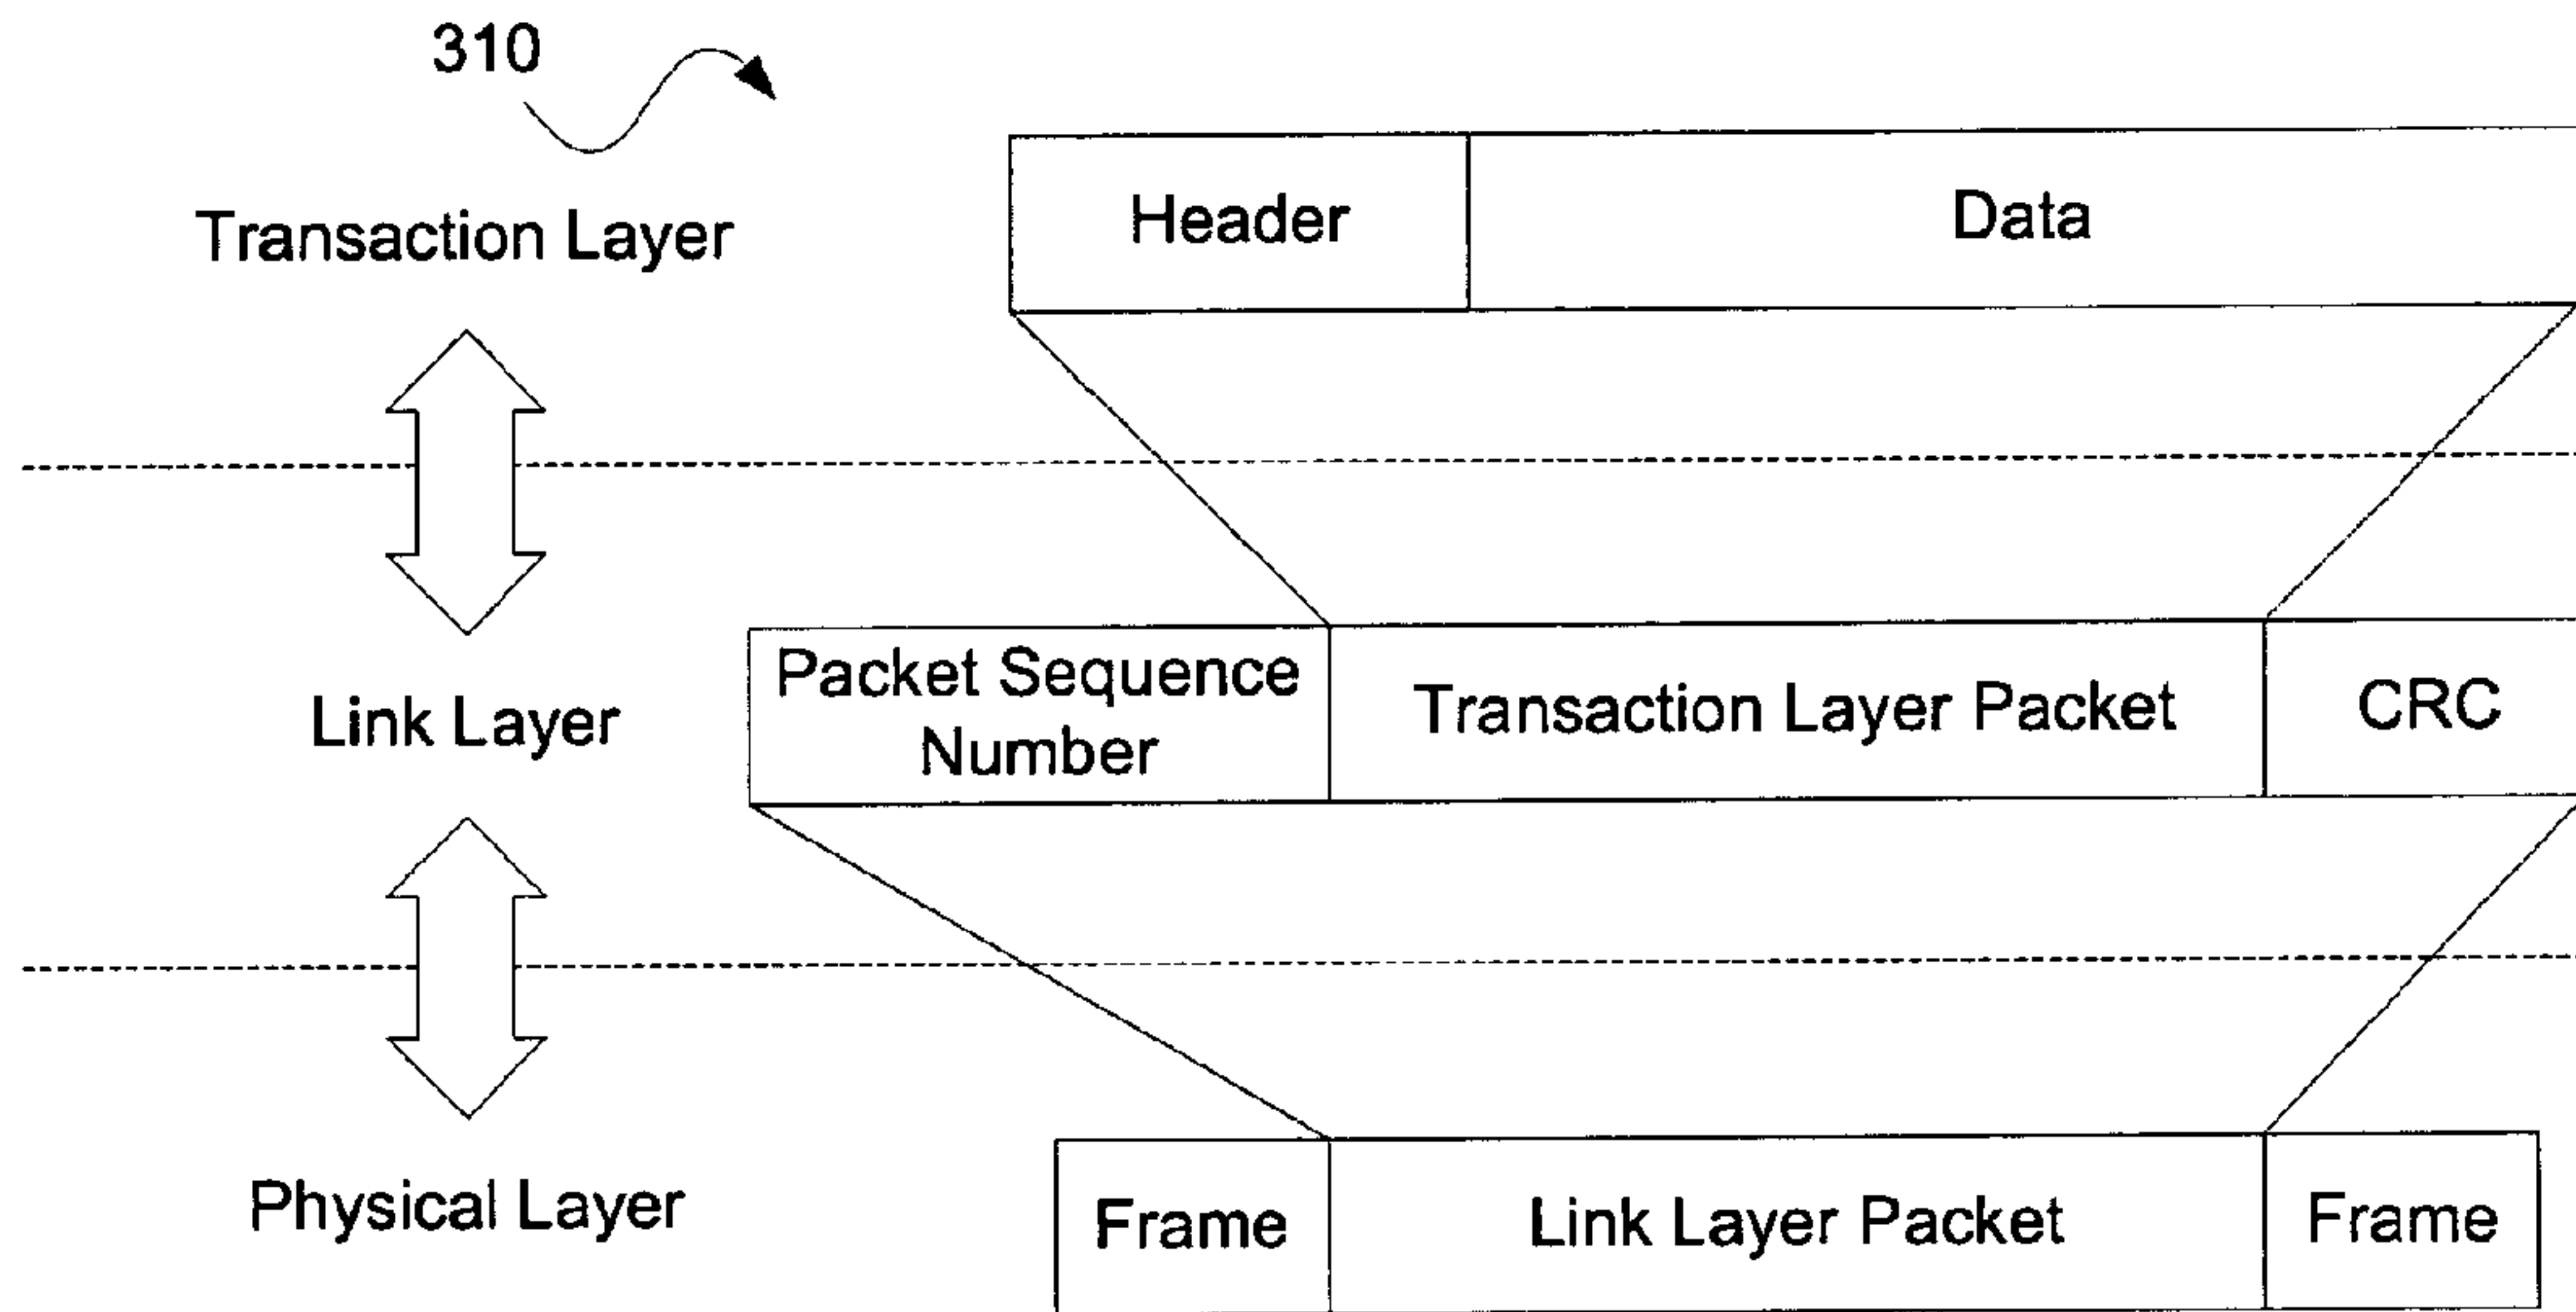 310
Transaction Layer
Header
Data
Link Layer
Packet Sequence
Number
Transaction Layer Packet
CRC
Physical Layer
Frame
Link Layer Packet
Frame